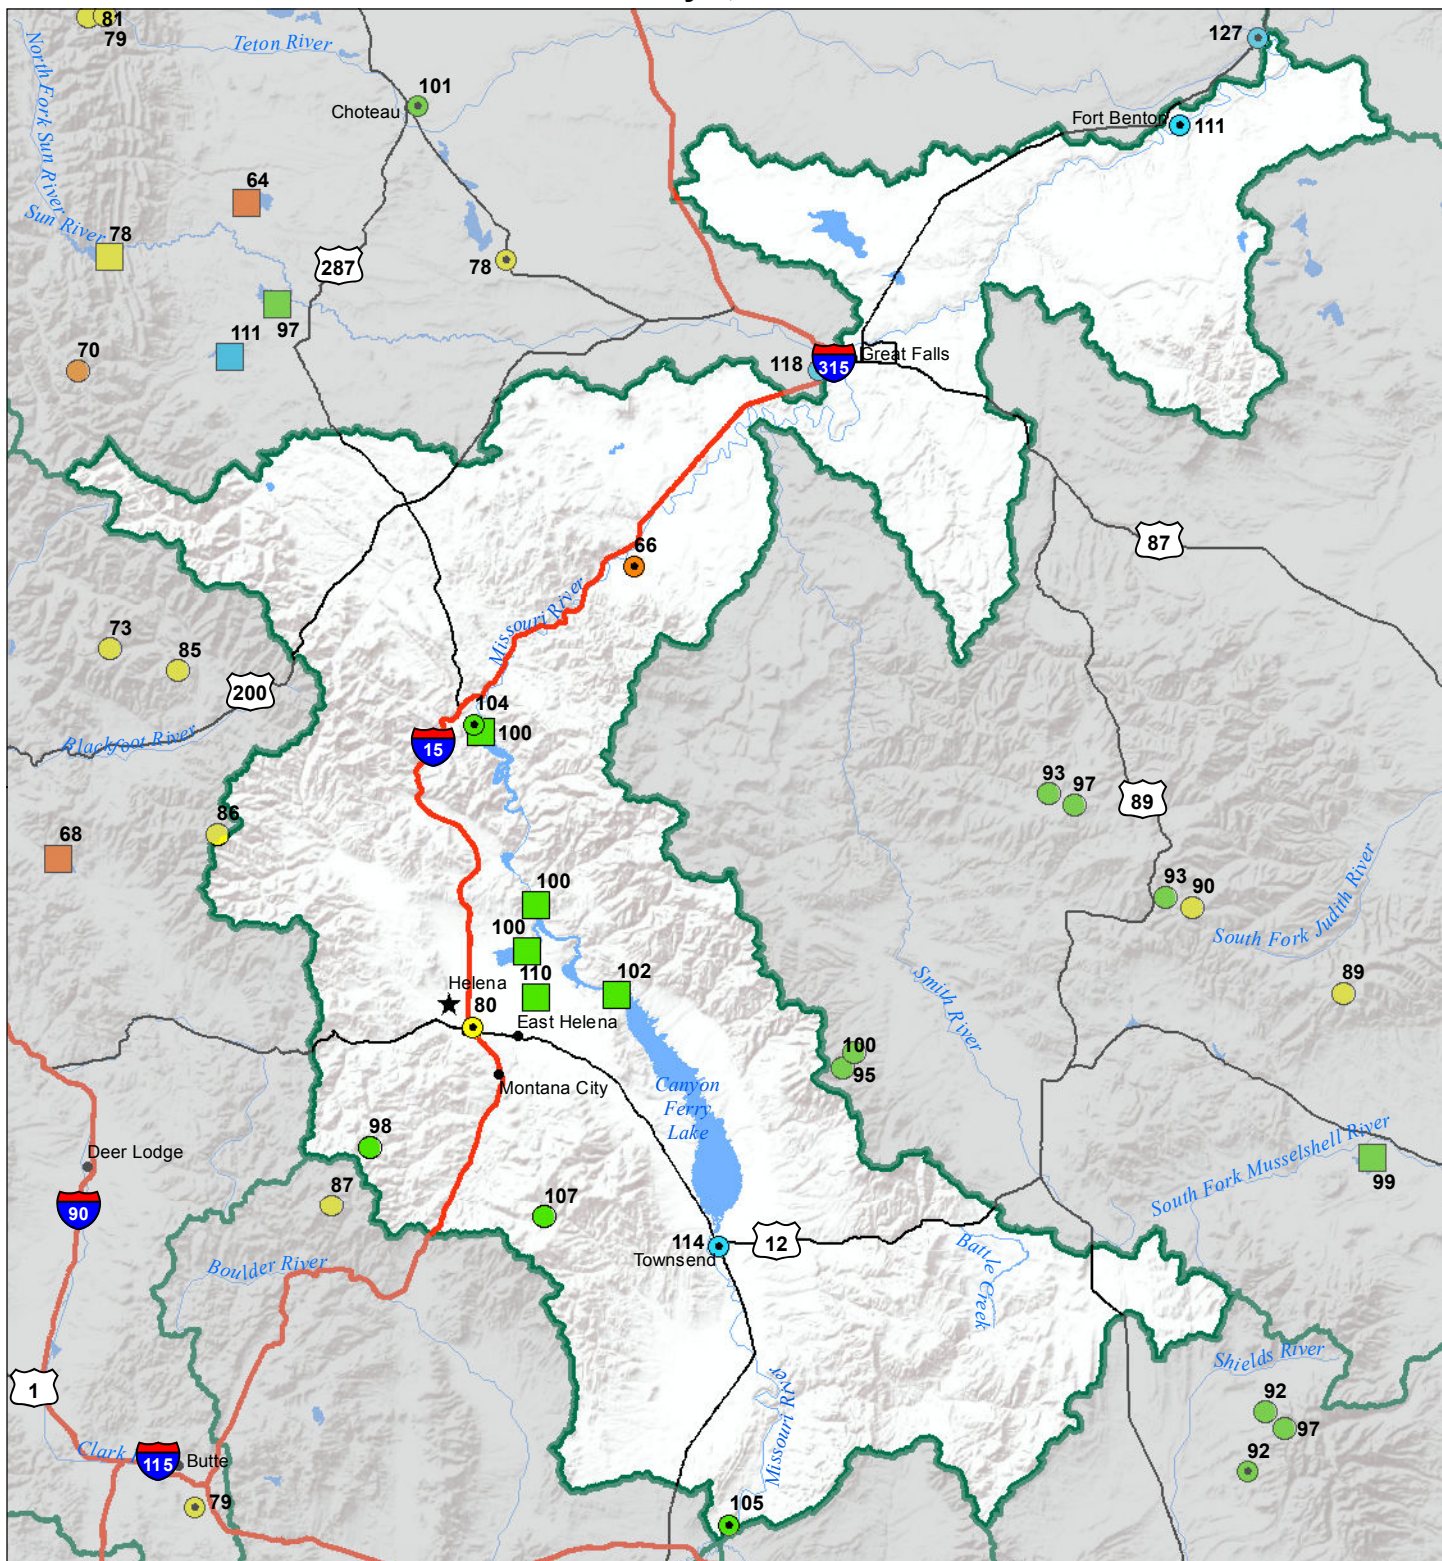 81
79
Teton River
127
North Fork Sun River
101
Choteau
Fort Benton
111
64
Sun River
78
287
78
97
111
70
118
315
Great Falls
87
66
Missouri River
73
85
200
Blackfoot River
104
100
15
93
97
89
86
68
100
93
90
South Fork Judith River
100
110
102
89
Helena
80
East Helena
Smith River
100
95
Montana City
Canyon
Ferry
Lake
98
Deer Lodge
South Fork Musselshell River
99
87
107
90
114
12
Townsend
Battle Creek
Boulder River
Shields River
1
Missouri River
92
97
92
Clark
115
Butte
79
105